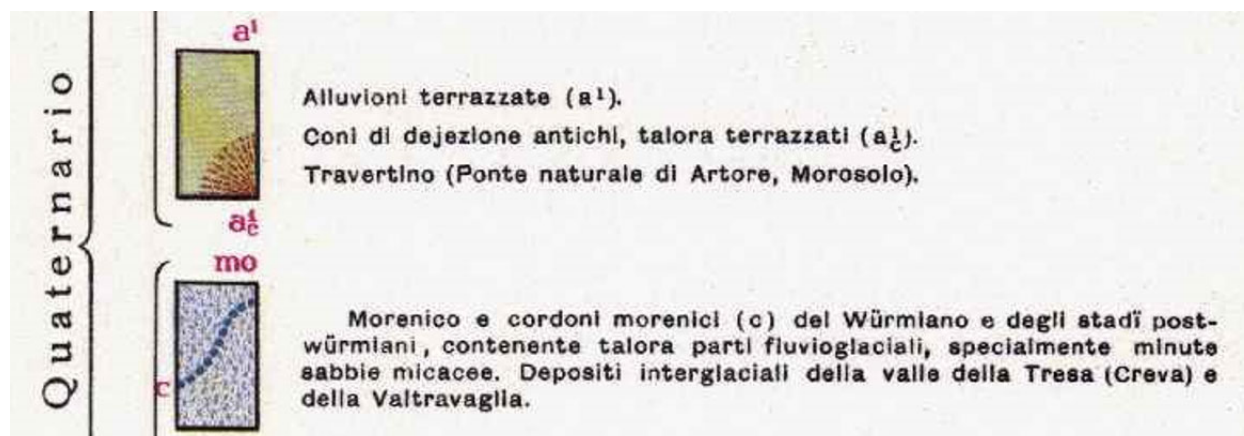 Quaternario
a¹
Alluvioni terrazzate (a¹).
Coni di dejezione antichi, talora terrazzati (a¹c).
Travertino (Ponte naturale di Artore, Morosolo).
a¹c
mo
c
Morenico e cordoni morenici (c) del Würmiano e degli stadï post-
würmiani, contenente talora parti fluvioglaciali, specialmente minute
sabbie micacee. Depositi interglaciali della valle della Tresa (Creva) e
della Valtravaglia.